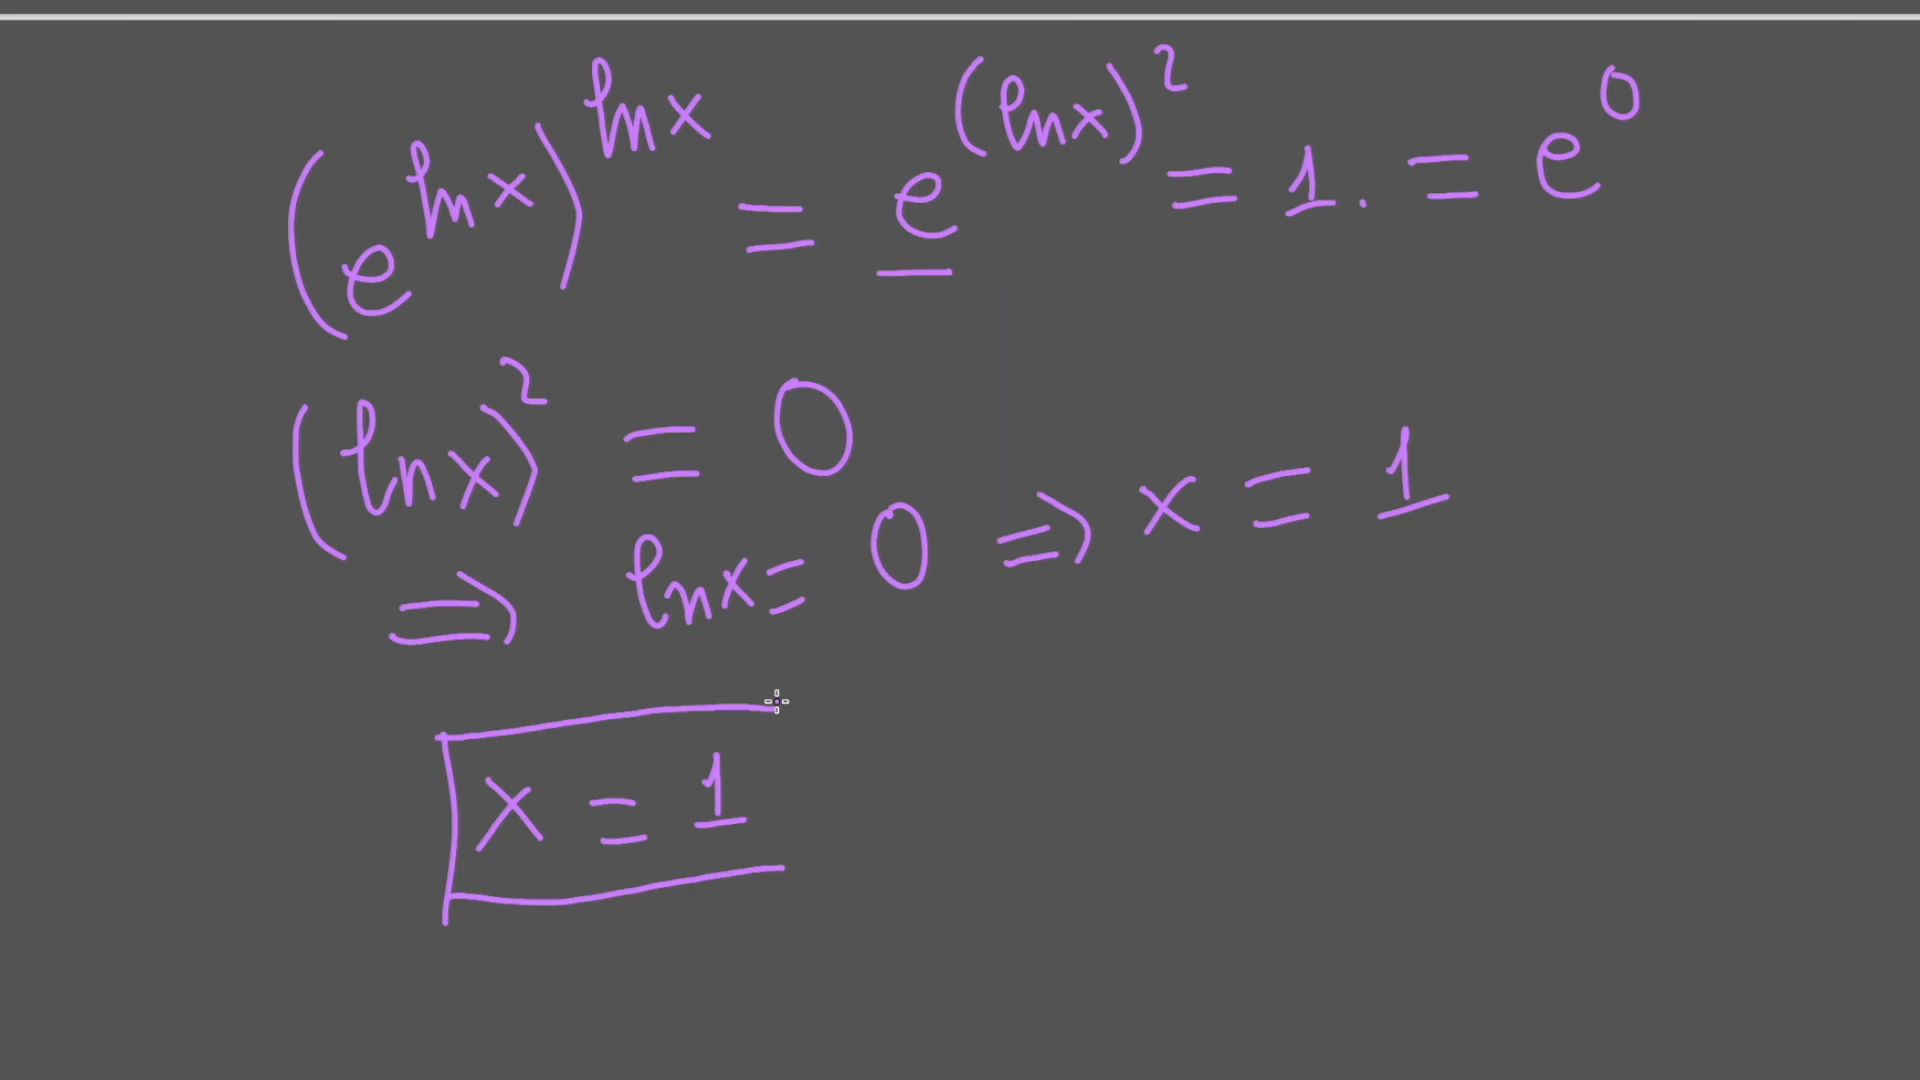 (e^{ln x})^{ln x} = e^{(ln x)^2} = 1. = e^0
(ln x)^2 = 0
⇒ ln x = 0 ⇒ x = 1
x = 1